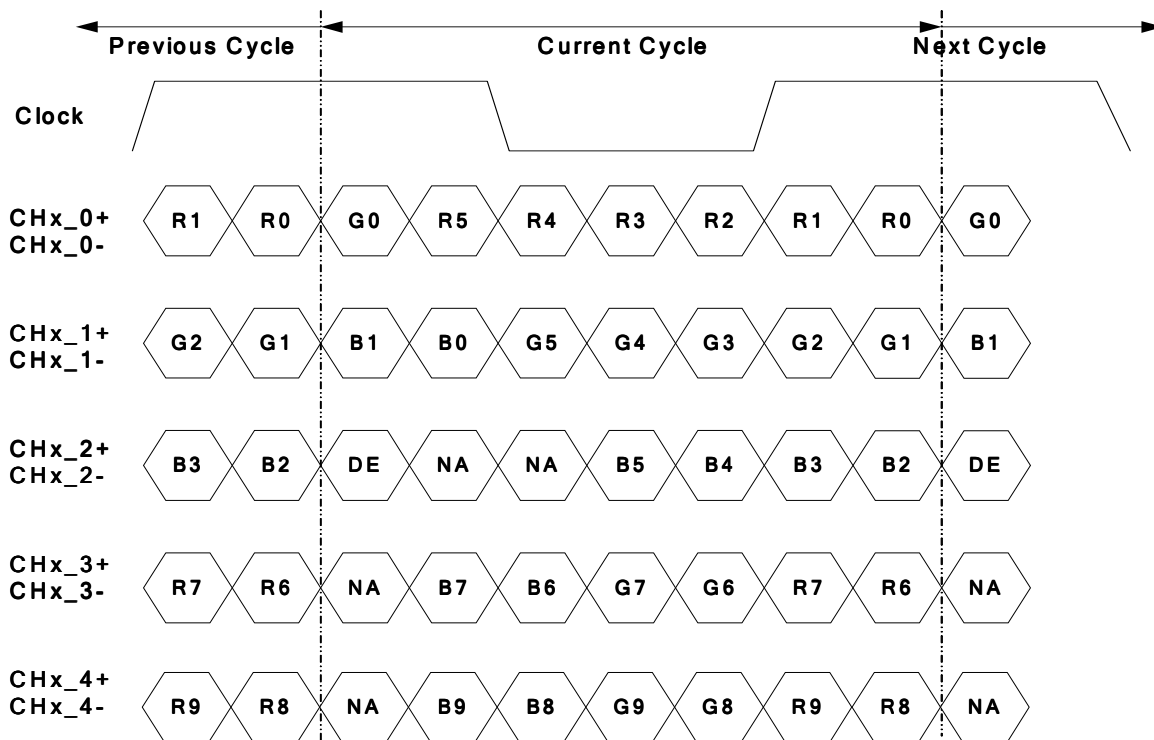 Previous Cycle Current Cycle Next Cycle
Clock
CHx_0+
CHx_0-
R1 R0 G0 R5 R4 R3 R2 R1 R0 G0
CHx_1+
CHx_1-
G2 G1 B1 B0 G5 G4 G3 G2 G1 B1
CHx_2+
CHx_2-
B3 B2 DE NA NA B5 B4 B3 B2 DE
CHx_3+
CHx_3-
R7 R6 NA B7 B6 G7 G6 R7 R6 NA
CHx_4+
CHx_4-
R9 R8 NA B9 B8 G9 G8 R9 R8 NA